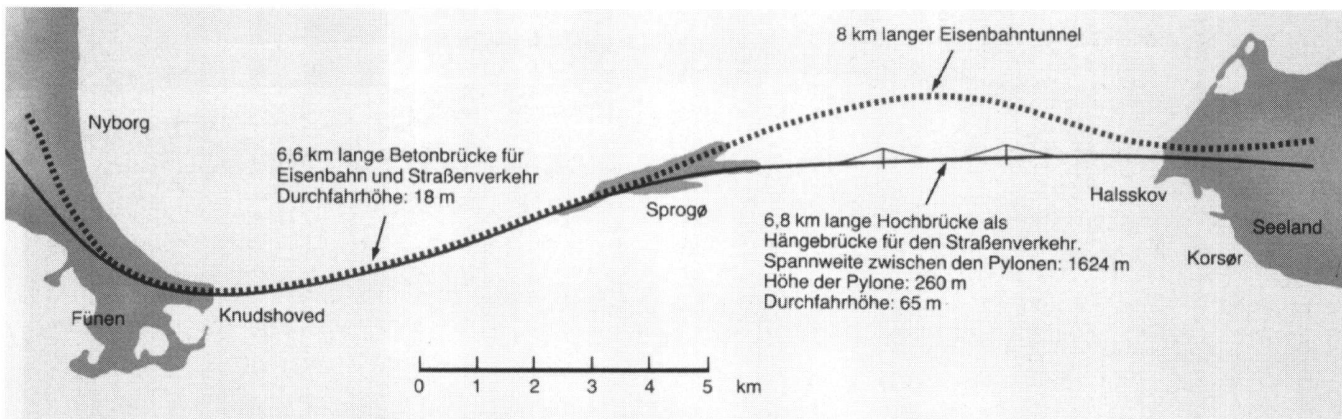 8 km langer Eisenbahntunnel
Nyborg
6,6 km lange Betonbrücke für
Eisenbahn und Straßenverkehr
Durchfahrhöhe: 18 m
Sprogø
Halsskov
6,8 km lange Hochbrücke als
Hängebrücke für den Straßenverkehr.
Spannweite zwischen den Pylonen: 1624 m
Höhe der Pylone: 260 m
Durchfahrhöhe: 65 m
Seeland
Korsør
Fünen
Knudshoved
0 1 2 3 4 5 km